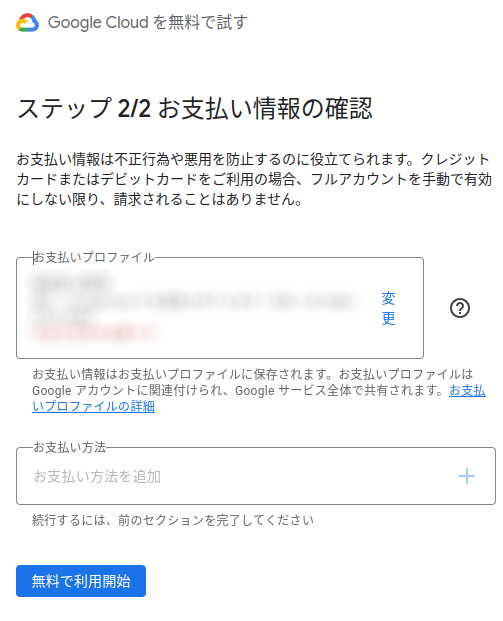 Google Cloud を無料で試す
ステップ 2/2 お支払い情報の確認
お支払い情報は不正行為や悪用を防止するのに役立てられます。クレジット
カードまたはデビットカードをご利用の場合、フルアカウントを手動で有効
にしない限り、請求されることはありません。
お支払いプロファイル
変
更
お支払い情報はお支払いプロファイルに保存されます。お支払いプロファイルは
Google アカウントに関連付けられ、Google サービス全体で共有されます。お支払
いプロファイルの詳細
お支払い方法
お支払い方法を追加
続行するには、前のセクションを完了してください
無料で利用開始